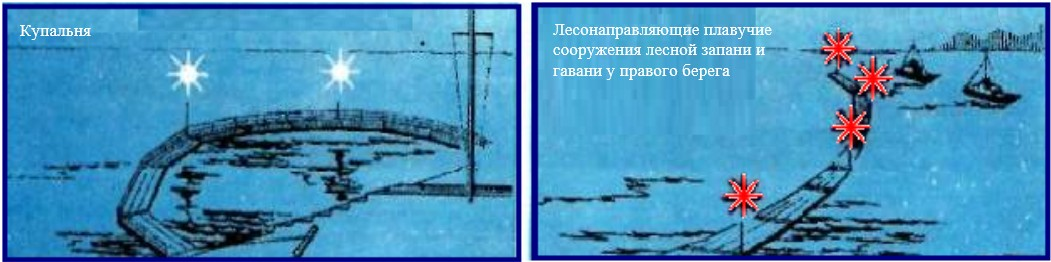 Купальня
Лесонаправляющие плавучие
сооружения лесной запани и
гавани у правого берега